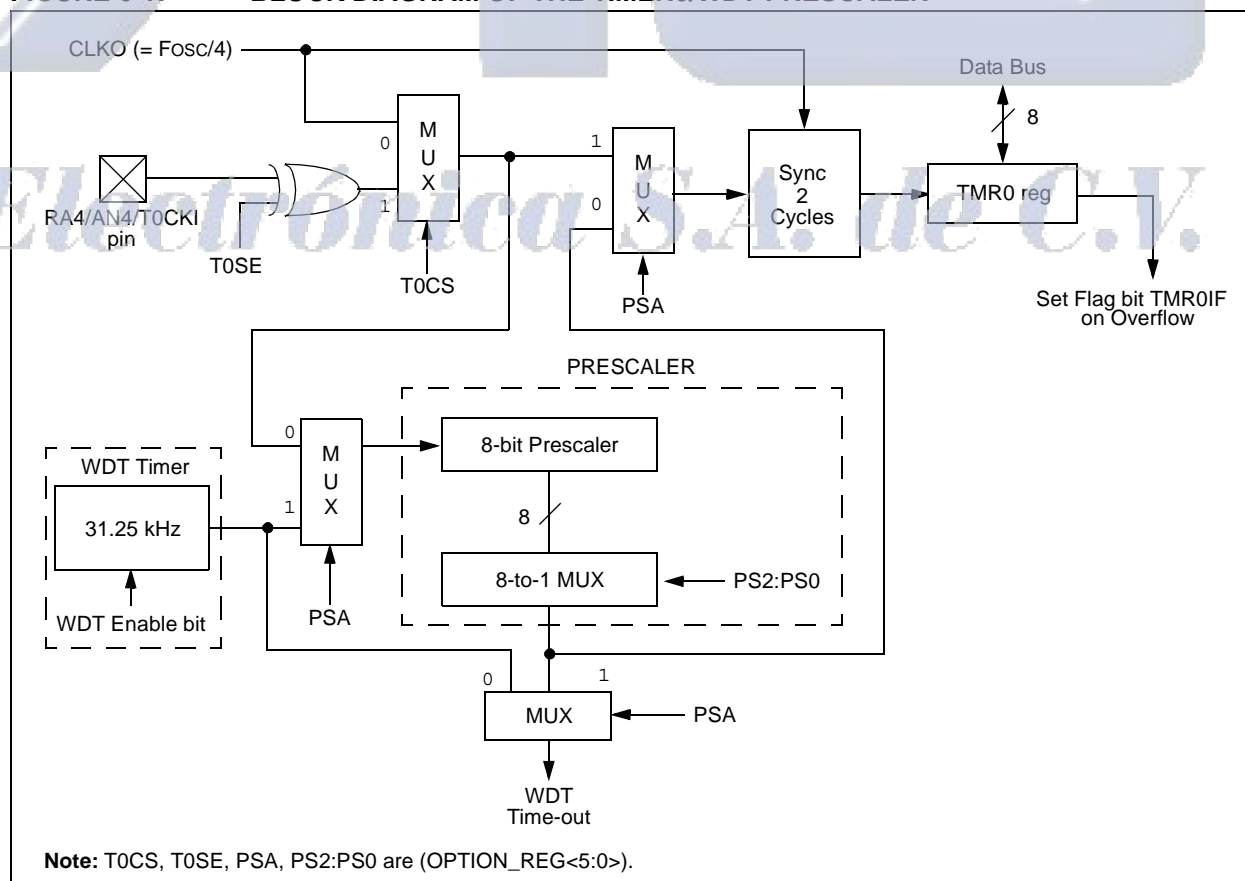 CLKO (= FOSC/4)
Data Bus
8
M
U
X
0
1
M
U
X
1
0
Sync
2
Cycles
TMR0 reg
RA4/AN4/T0CKI
pin
T0SE
T0CS
PSA
Set Flag bit TMR0IF
on Overflow
Electrónica S.A. de C.V.
PRESCALER
8-bit Prescaler
0
1
M
U
X
WDT Timer
31.25 kHz
WDT Enable bit
8
8-to-1 MUX
PS2:PS0
PSA
0
1
MUX
PSA
WDT
Time-out
Note: T0CS, T0SE, PSA, PS2:PS0 are (OPTION_REG<5:0>).